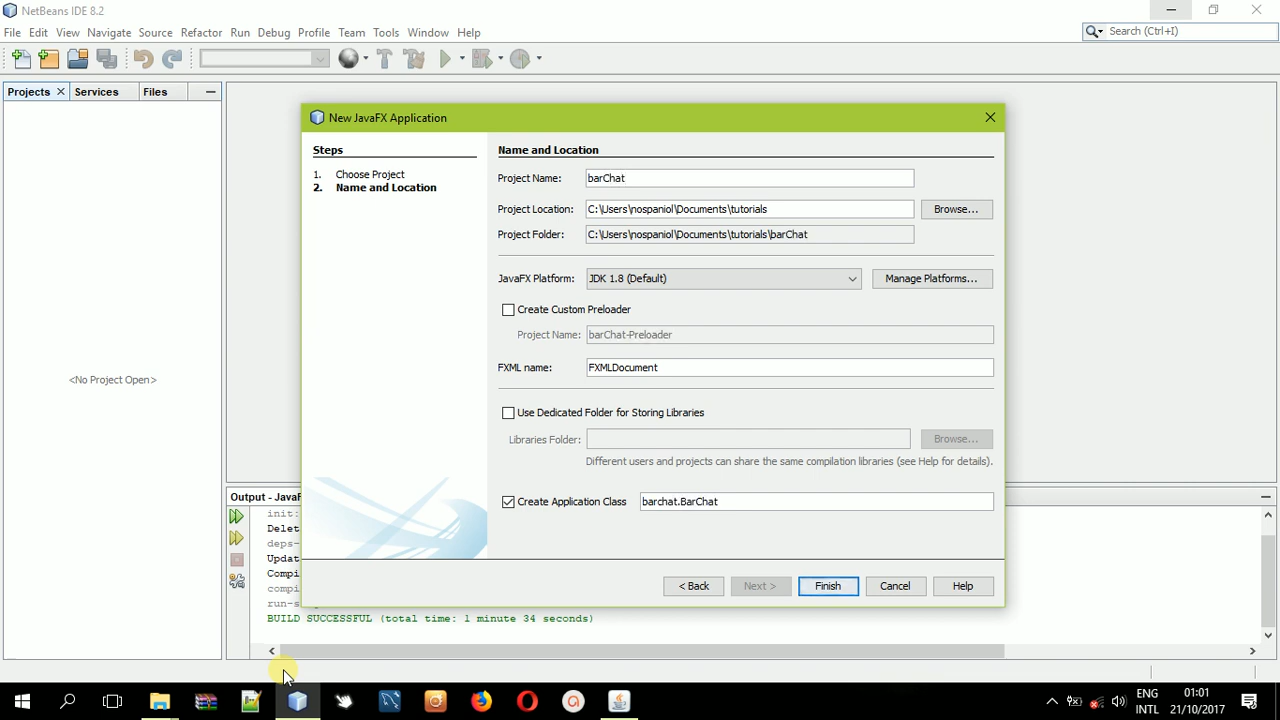 NetBeans IDE 8.2
File Edit View Navigate Source Refactor Run Debug Profile Team Tools Window Help
Search (Ctrl+I)
Projects Services Files
<No Project Open>
New JavaFX Application
Steps
1. Choose Project
2. Name and Location
Name and Location
Project Name: barChat
Project Location: C:\Users\nospaniol\Documents\tutorials Browse...
Project Folder: C:\Users\nospaniol\Documents\tutorials\barChat
JavaFX Platform: JDK 1.8 (Default) Manage Platforms...
Create Custom Preloader
Project Name: barChat-Preloader
FXML name: FXMLDocument
Use Dedicated Folder for Storing Libraries
Libraries Folder: Browse...
Different users and projects can share the same compilation libraries (see Help for details).
Create Application Class barchat.BarChat
< Back Next > Finish Cancel Help
Output - JavaF
init:
Delet
deps-
Updat
Compi
compi
BUILD SUCCESSFUL (total time: 1 minute 34 seconds)
ENG
INTL
01:01
21/10/2017